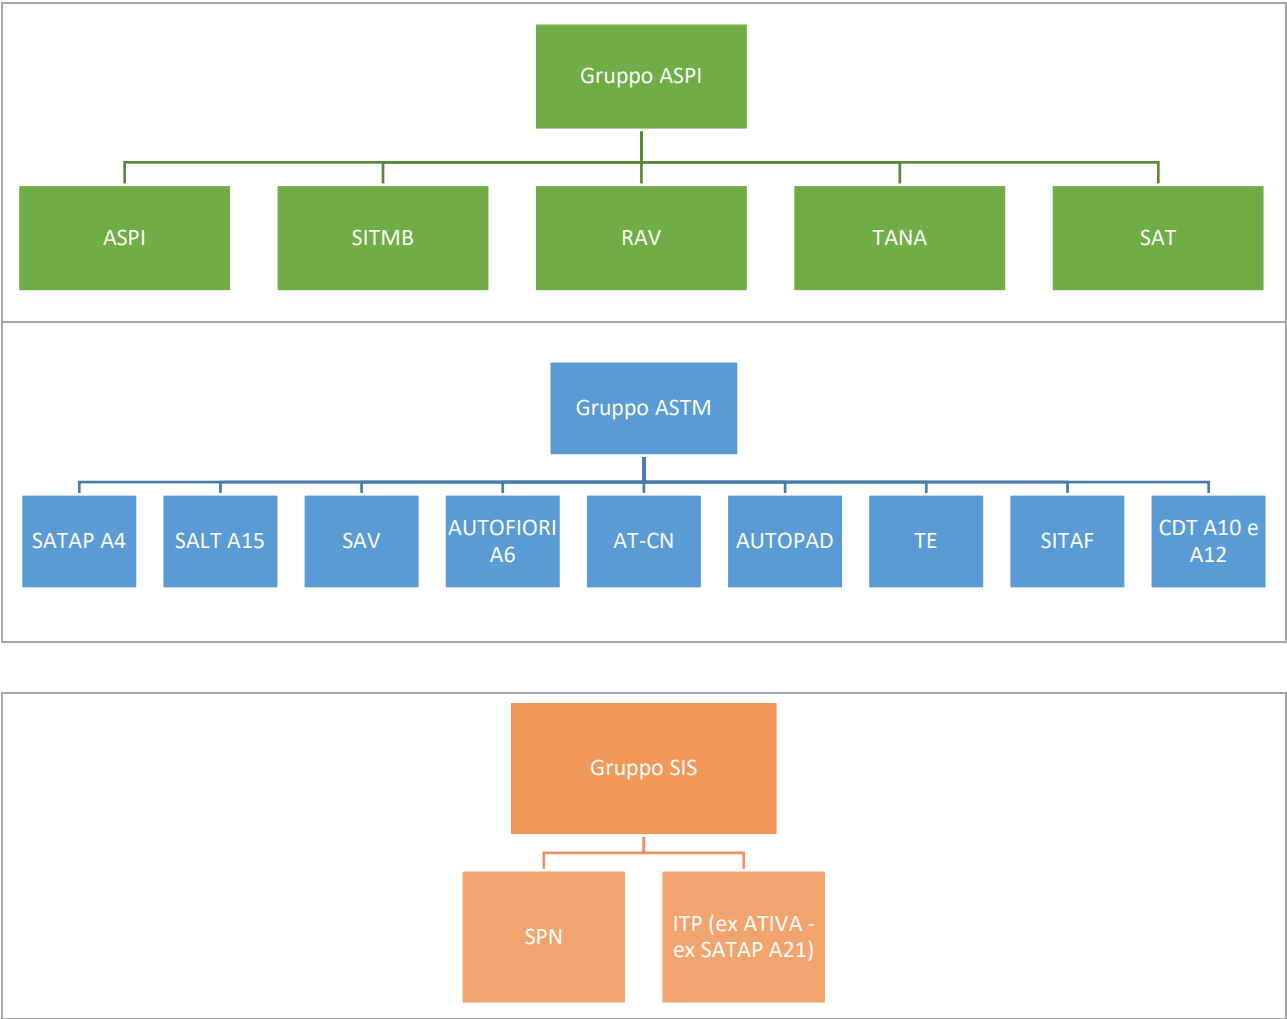 Gruppo ASPI
ASPI
SITMB
RAV
TANA
SAT
Gruppo ASTM
SATAP A4
SALT A15
SAV
AUTOFIORI
A6
AT-CN
AUTOPAD
TE
SITAF
CDT A10 e
A12
Gruppo SIS
SPN
ITP (ex ATIVA -
ex SATAP A21)